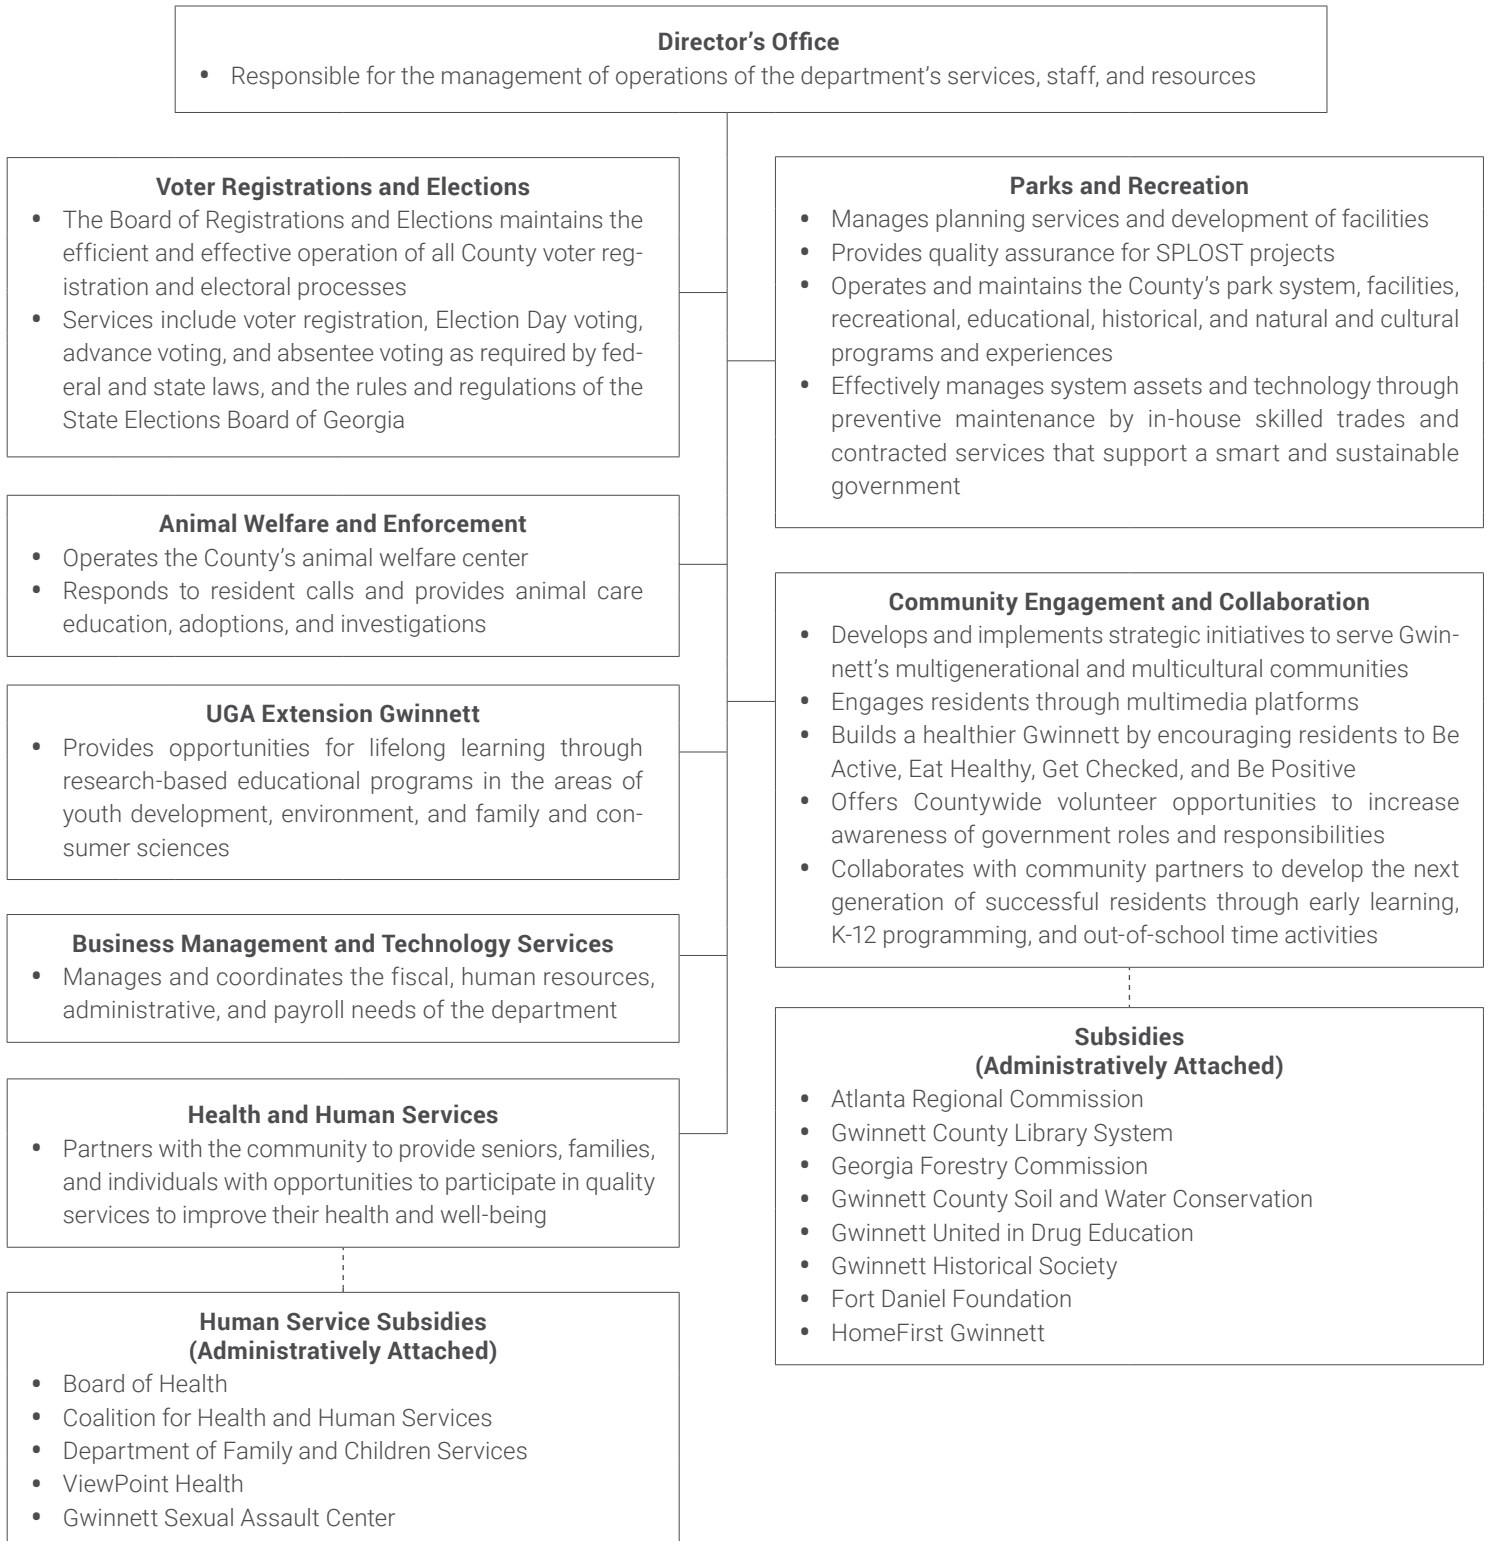 Director’s Office
• Responsible for the management of operations of the department’s services, staff, and resources
Voter Registrations and Elections
• The Board of Registrations and Elections maintains the
efficient and effective operation of all County voter reg-
istration and electoral processes
• Services include voter registration, Election Day voting,
advance voting, and absentee voting as required by fed-
eral and state laws, and the rules and regulations of the
State Elections Board of Georgia
Animal Welfare and Enforcement
• Operates the County’s animal welfare center
• Responds to resident calls and provides animal care
education, adoptions, and investigations
UGA Extension Gwinnett
• Provides opportunities for lifelong learning through
research-based educational programs in the areas of
youth development, environment, and family and con-
sumer sciences
Business Management and Technology Services
• Manages and coordinates the fiscal, human resources,
administrative, and payroll needs of the department
Health and Human Services
• Partners with the community to provide seniors, families,
and individuals with opportunities to participate in quality
services to improve their health and well-being
Human Service Subsidies
(Administratively Attached)
• Board of Health
• Coalition for Health and Human Services
• Department of Family and Children Services
• ViewPoint Health
• Gwinnett Sexual Assault Center
Parks and Recreation
• Manages planning services and development of facilities
• Provides quality assurance for SPLOST projects
• Operates and maintains the County’s park system, facilities,
recreational, educational, historical, and natural and cultural
programs and experiences
• Effectively manages system assets and technology through
preventive maintenance by in-house skilled trades and
contracted services that support a smart and sustainable
government
Community Engagement and Collaboration
• Develops and implements strategic initiatives to serve Gwin-
nett’s multigenerational and multicultural communities
• Engages residents through multimedia platforms
• Builds a healthier Gwinnett by encouraging residents to Be
Active, Eat Healthy, Get Checked, and Be Positive
• Offers Countywide volunteer opportunities to increase
awareness of government roles and responsibilities
• Collaborates with community partners to develop the next
generation of successful residents through early learning,
K-12 programming, and out-of-school time activities
Subsidies
(Administratively Attached)
• Atlanta Regional Commission
• Gwinnett County Library System
• Georgia Forestry Commission
• Gwinnett County Soil and Water Conservation
• Gwinnett United in Drug Education
• Gwinnett Historical Society
• Fort Daniel Foundation
• HomeFirst Gwinnett